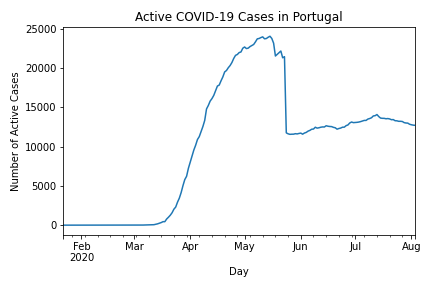 Active COVID-19 Cases in Portugal
Number of Active Cases
25000
20000
15000
10000
5000
0
Feb Mar Apr May Jun Jul Aug
2020
Day